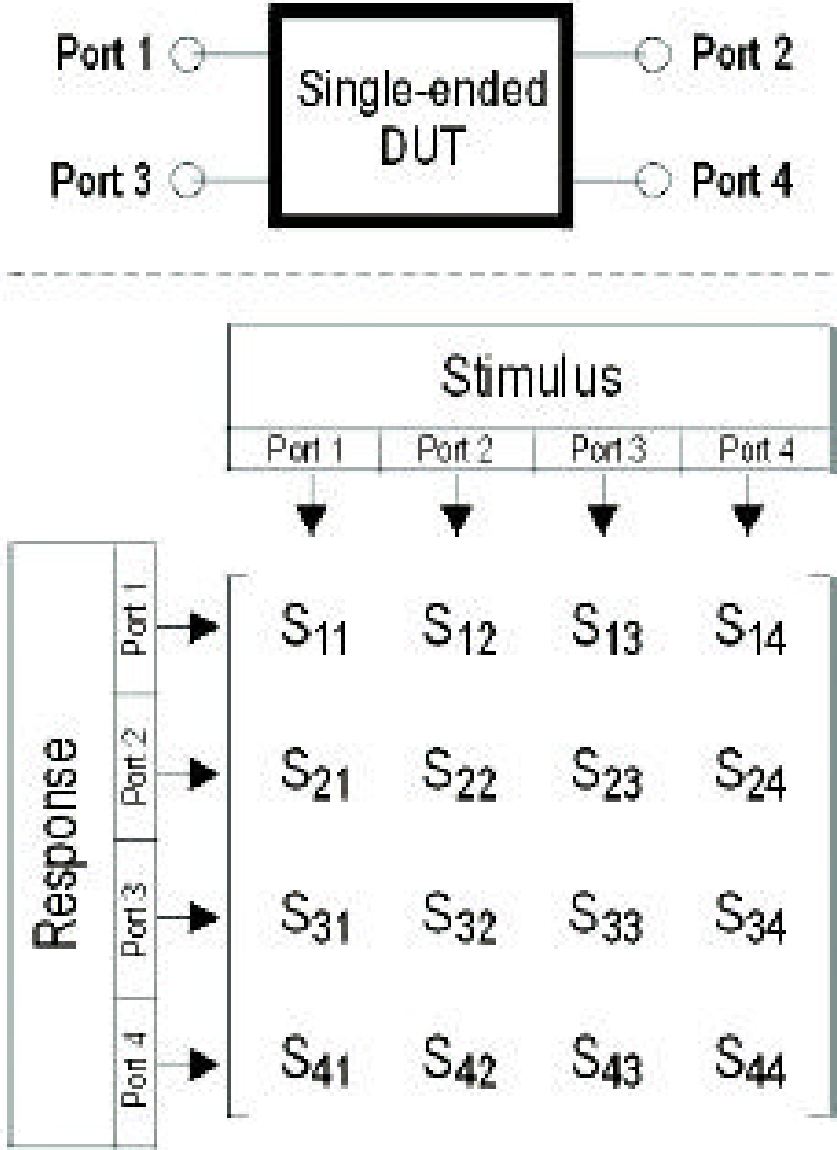 Port 1 Port 2
Single-ended
DUT
Port 3 Port 4
Stimulus
Port 1 Port 2 Port 3 Port 4
Response
Port 1 S11 S12 S13 S14
Port 2 S21 S22 S23 S24
Port 3 S31 S32 S33 S34
Port 4 S41 S42 S43 S44